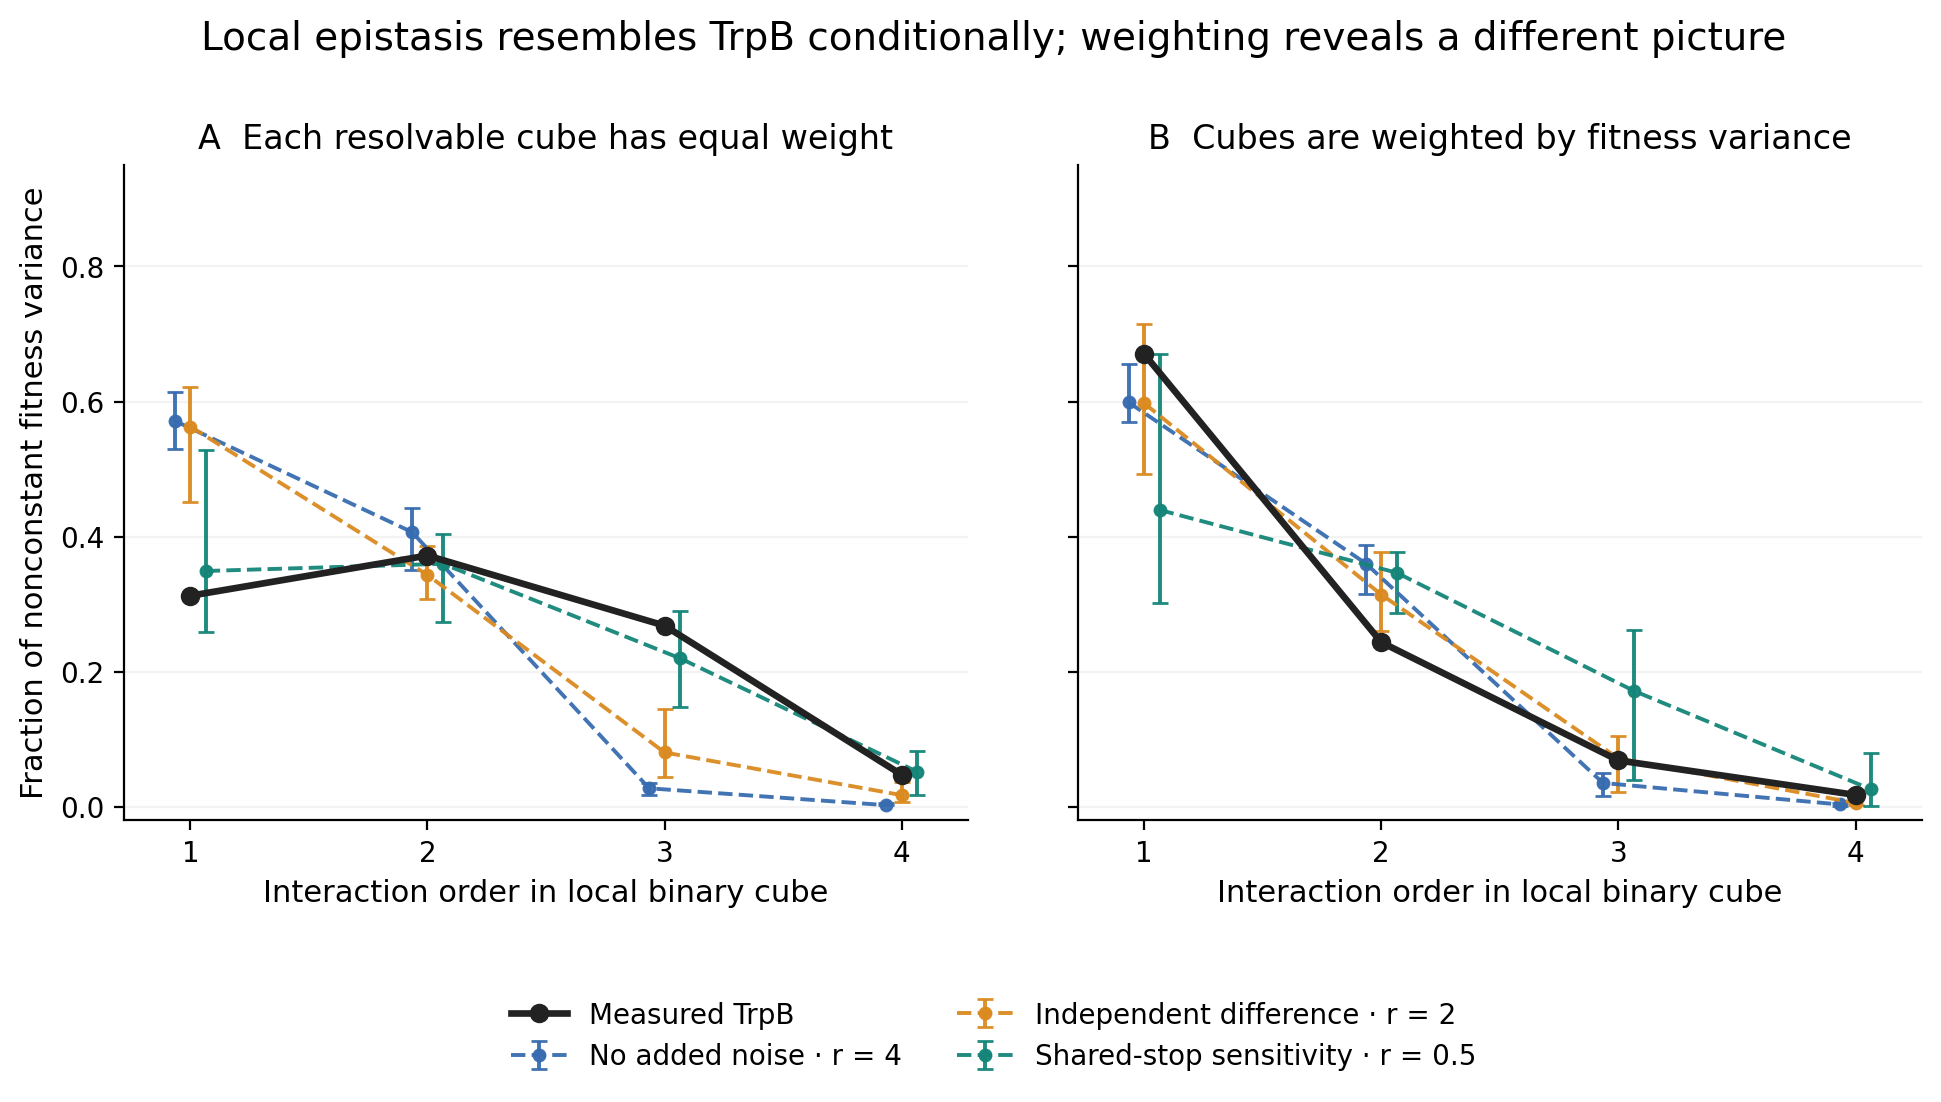 Local epistasis resembles TrpB conditionally; weighting reveals a different picture
A  Each resolvable cube has equal weight
Fraction of nonconstant fitness variance
0.8
0.6
0.4
0.2
0.0
1 2 3 4
Interaction order in local binary cube
B  Cubes are weighted by fitness variance
1 2 3 4
Interaction order in local binary cube
Measured TrpB
No added noise · r = 4
Independent difference · r = 2
Shared-stop sensitivity · r = 0.5